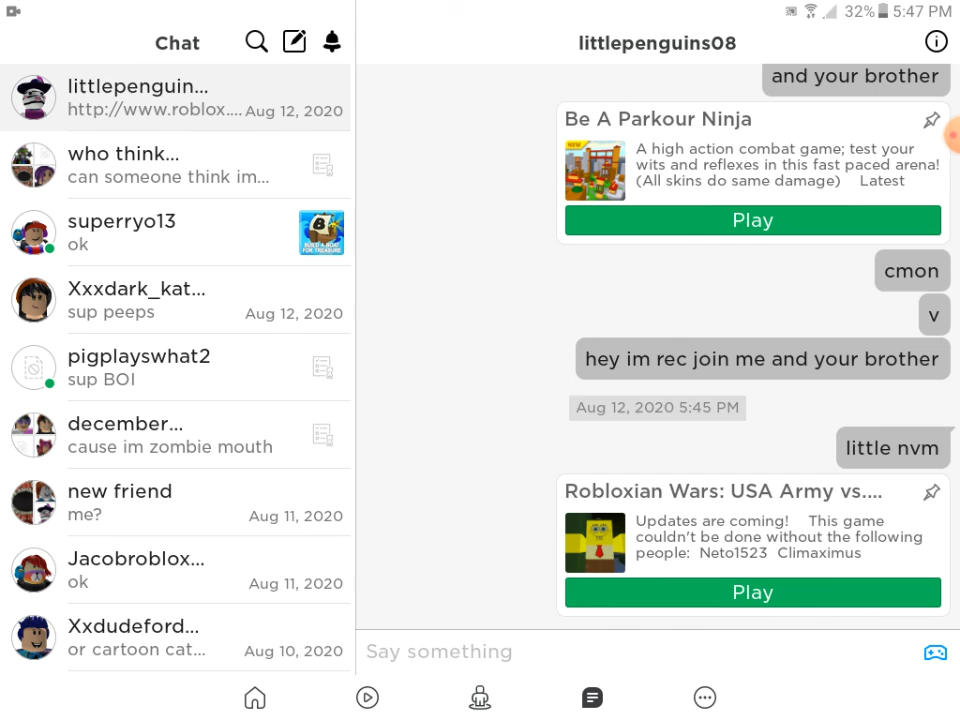 32% 5:47 PM
Chat
littlepenguin...
http://www.roblox.... Aug 12, 2020
who think...
can someone think im...
superryo13
ok
B
BUILD A BOAT
FOR TREASURE
Xxxdark_kat...
sup peeps Aug 12, 2020
pigplayswhat2
sup BOI
december...
cause im zombie mouth
new friend
me? Aug 11, 2020
Jacobroblox...
ok Aug 11, 2020
Xxdudeford...
or cartoon cat... Aug 10, 2020
littlepenguins08
and your brother
Be A Parkour Ninja
NEW
A high action combat game; test your
wits and reflexes in this fast paced arena!
(All skins do same damage) Latest
Play
cmon
v
hey im rec join me and your brother
Aug 12, 2020 5:45 PM
little nvm
Robloxian Wars: USA Army vs....
Updates are coming! This game
couldn't be done without the following
people: Neto1523 Climaximus
Play
Say something